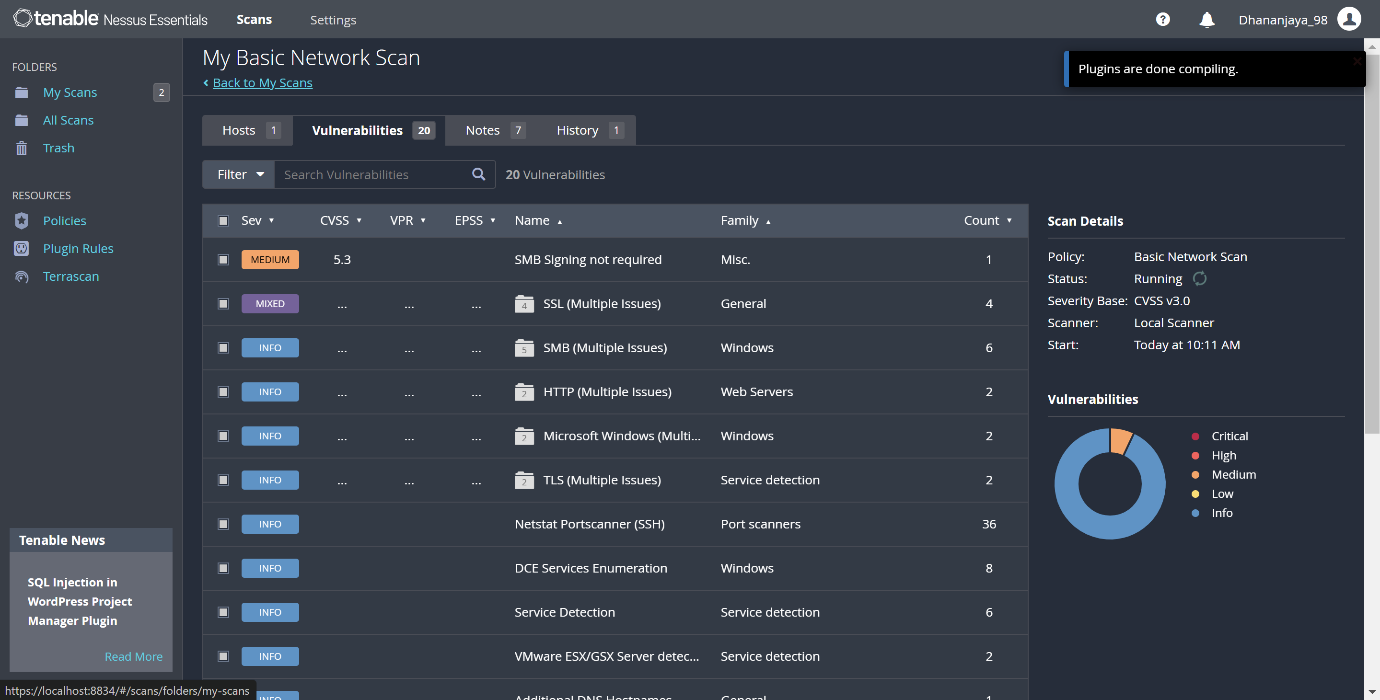 tenable Nessus Essentials
Scans
Settings
Dhananjaya_98
FOLDERS
My Scans 2
All Scans
Trash
RESOURCES
Policies
Plugin Rules
Terrascan
Tenable News
SQL Injection in
WordPress Project
Manager Plugin
Read More
https://localhost:8834/#/scans/folders/my-scans
My Basic Network Scan
Back to My Scans
Plugins are done compiling.
Hosts 1 Vulnerabilities 20 Notes 7 History 1
Filter Search Vulnerabilities 20 Vulnerabilities
Sev CVSS VPR EPSS Name Family Count
MEDIUM 5.3 SMB Signing not required Misc. 1
MIXED ... ... ... 4 SSL (Multiple Issues) General 4
INFO ... ... ... 5 SMB (Multiple Issues) Windows 6
INFO ... ... ... 2 HTTP (Multiple Issues) Web Servers 2
INFO ... ... ... 2 Microsoft Windows (Multi... Windows 2
INFO ... ... ... 2 TLS (Multiple Issues) Service detection 2
INFO Netstat Portscanner (SSH) Port scanners 36
INFO DCE Services Enumeration Windows 8
INFO Service Detection Service detection 6
INFO VMware ESX/GSX Server detec... Service detection 2
INFO Additional DNS Hostnames General 1
Scan Details
Policy: Basic Network Scan
Status: Running
Severity Base: CVSS v3.0
Scanner: Local Scanner
Start: Today at 10:11 AM
Vulnerabilities
Critical
High
Medium
Low
Info